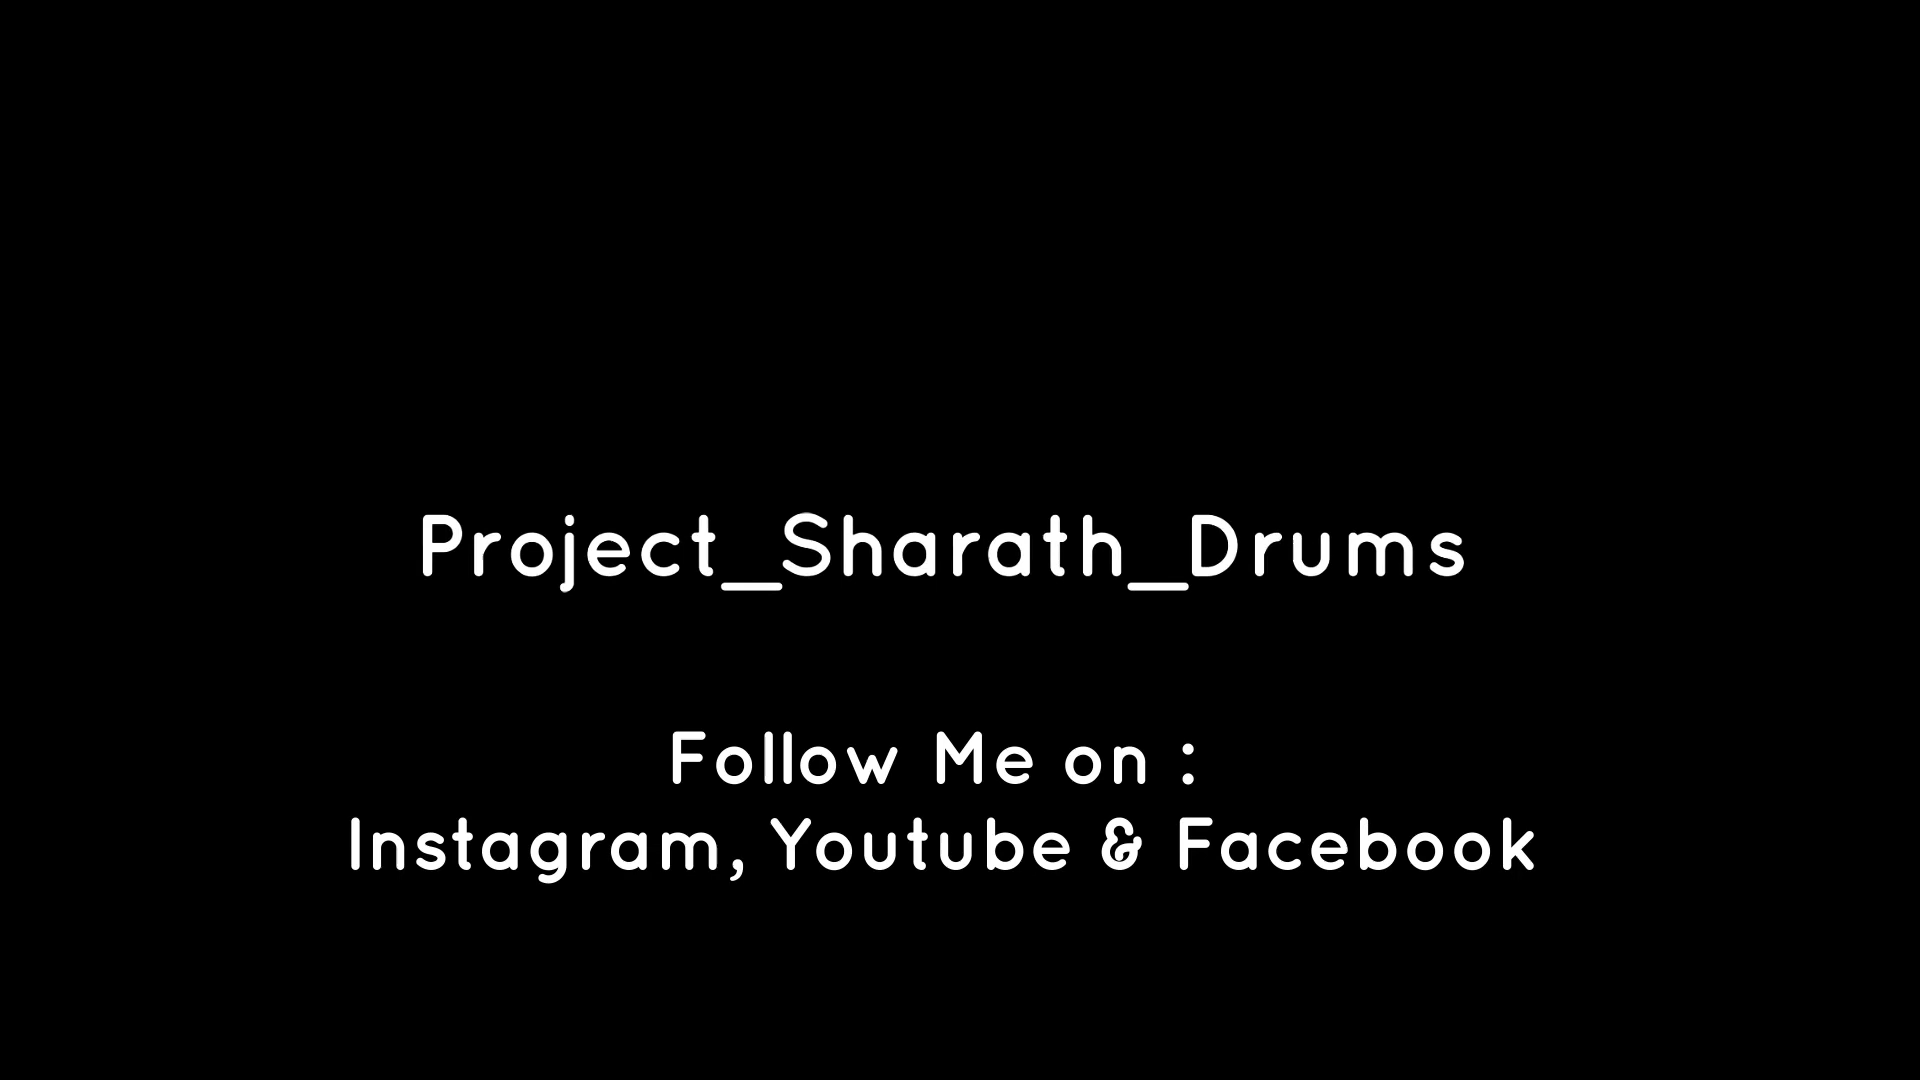 Project_Sharath_Drums
Follow Me on :
Instagram, Youtube & Facebook